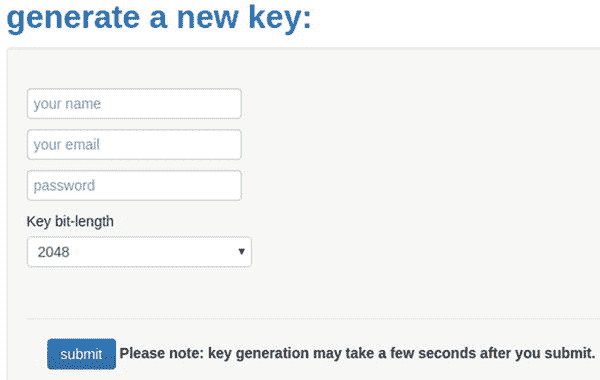 generate a new key:
your name
your email
password
Key bit-length
2048
submit Please note: key generation may take a few seconds after you submit.